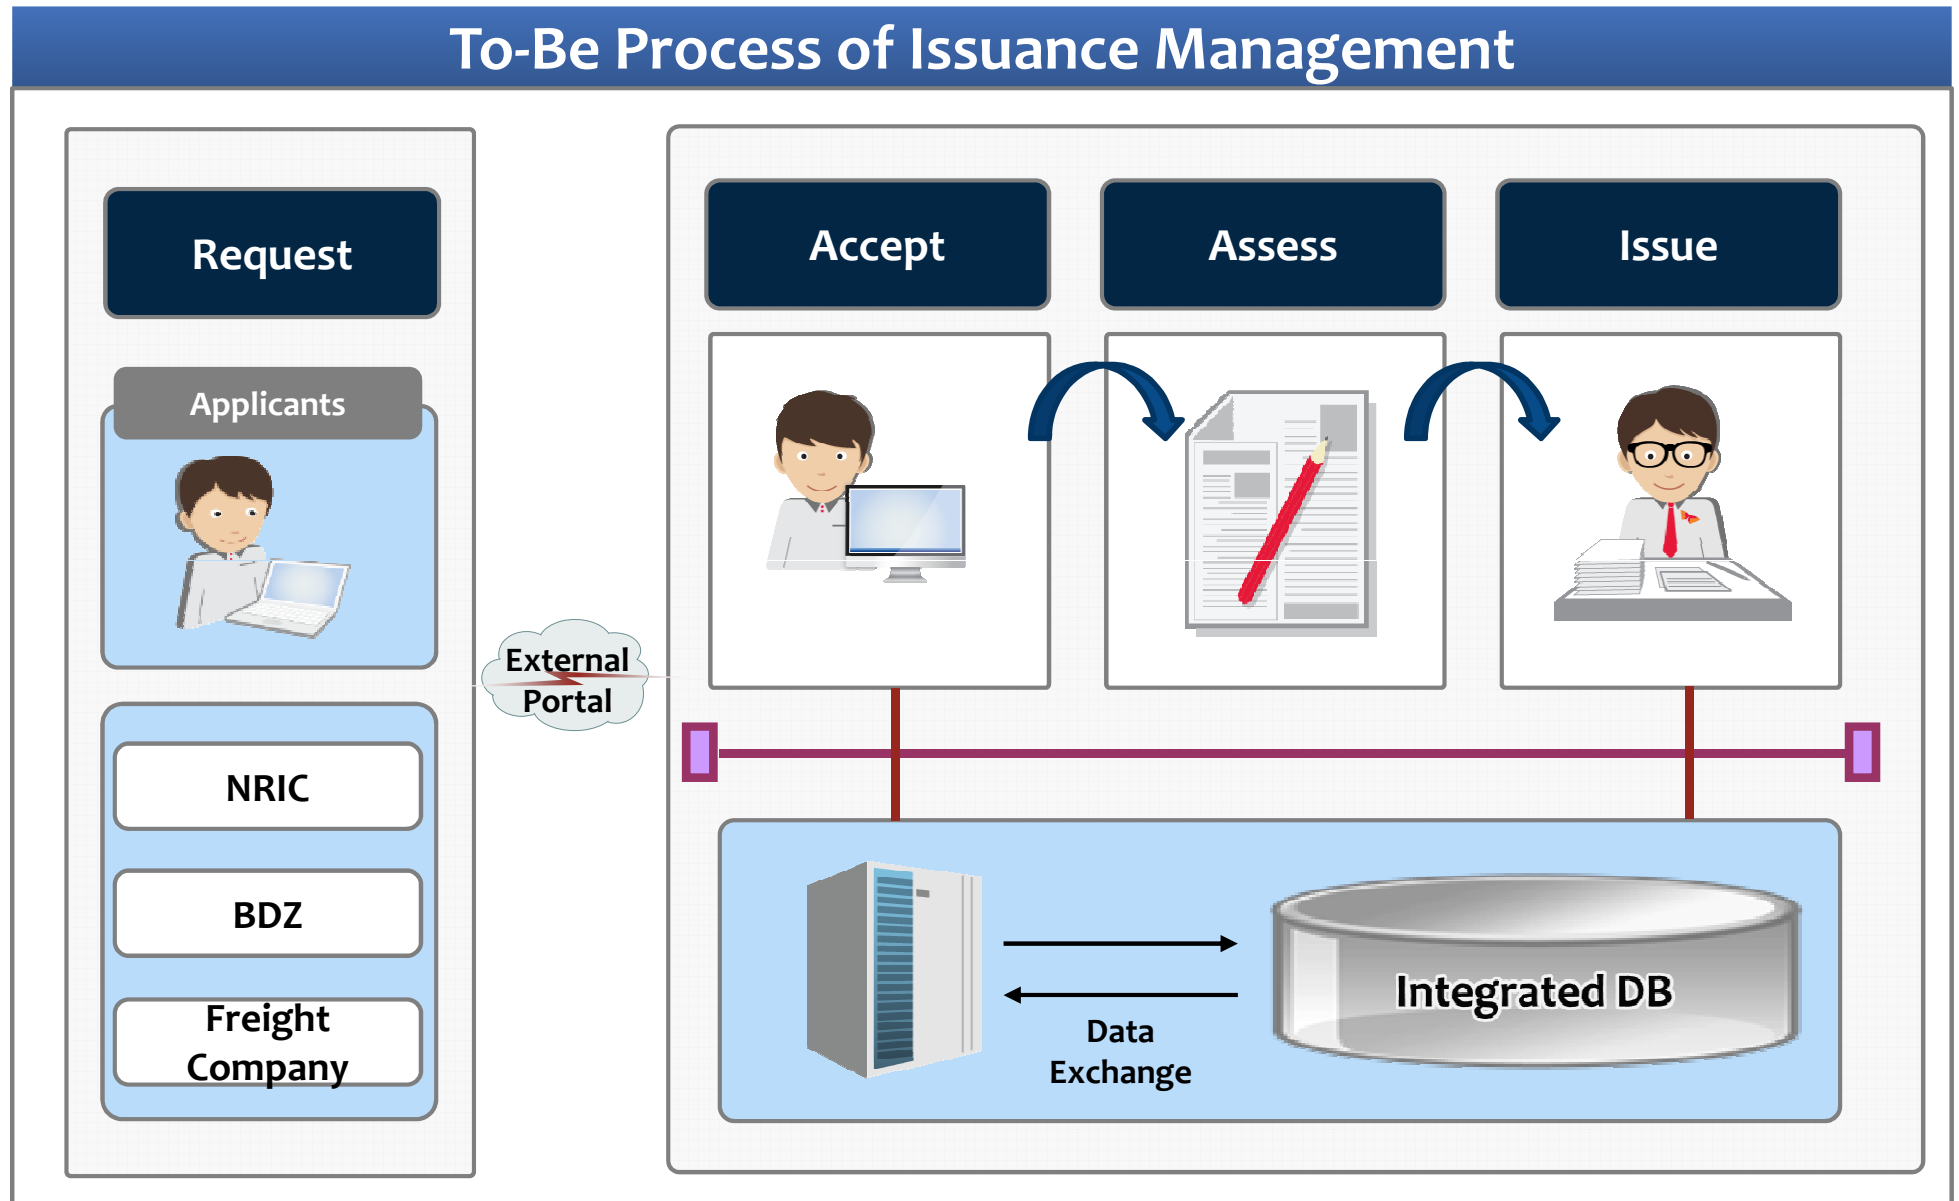 To-Be Process of Issuance Management
Request
Applicants
NRIC
BDZ
Freight
Company
External
Portal
Accept
Assess
Issue
Data
Exchange
Integrated DB